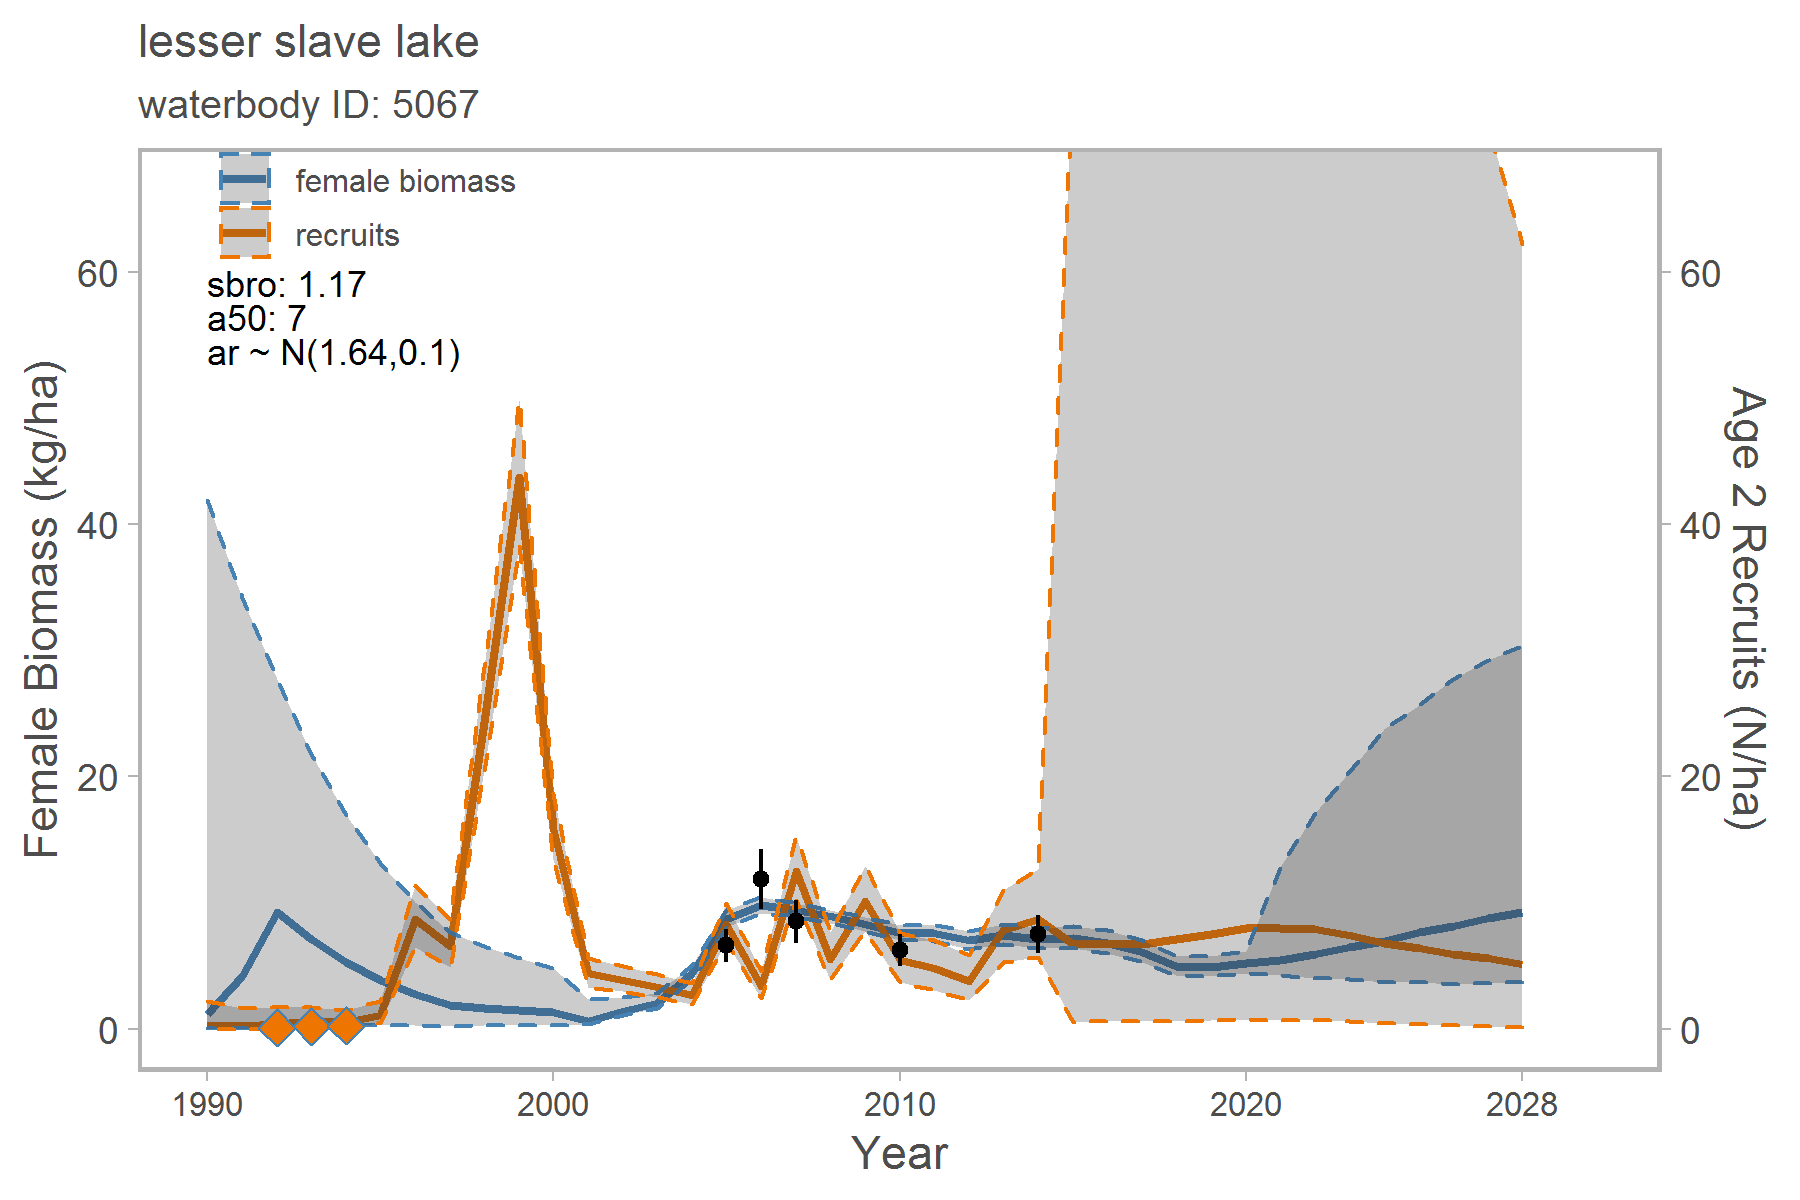 lesser slave lake
waterbody ID: 5067
female biomass
recruits
sbro: 1.17
a50: 7
ar ~ N(1.64,0.1)
Female Biomass (kg/ha)
60
40
20
0
60
40
20
0
Age 2 Recruits (N/ha)
1990
2000
2010
2020
2028
Year